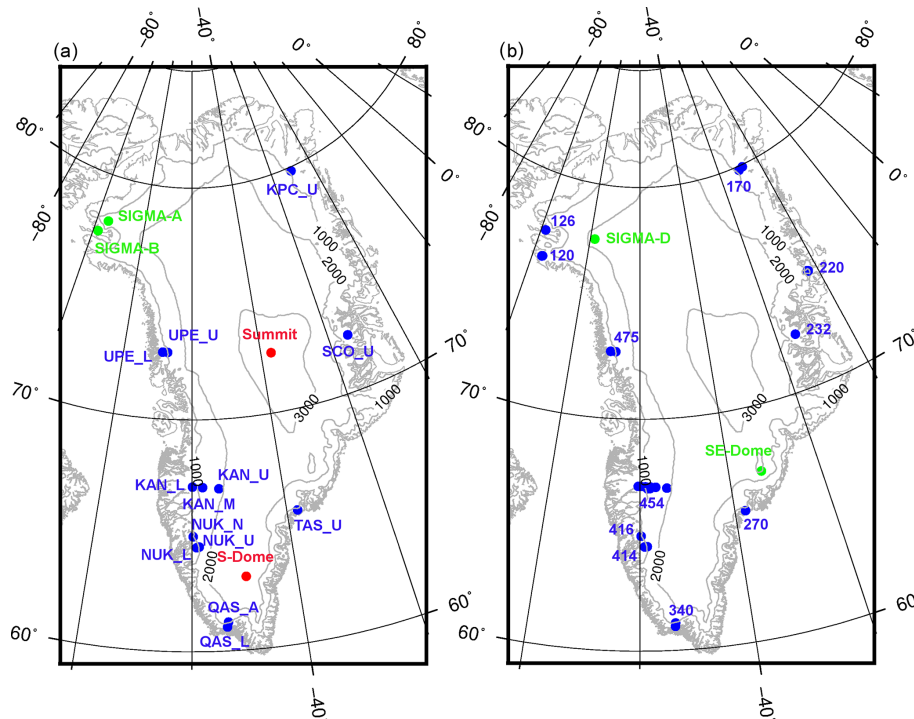 (a)
-80°
-40°
0°
80°
80°
0°
-80°
KPC_U
SIGMA-A
SIGMA-B
1000
2000
UPE_U
UPE_L
Summit
SCO_U
70°
70°
3000
1000
1000
KAN_U
KAN_L
KAN_M
NUK_N
NUK_U
NUK_L
TAS_U
S-Dome
2000
QAS_A
QAS_L
60°
60°
-40°
(b)
-80°
-40°
0°
80°
80°
0°
-80°
170
126
SIGMA-D
120
1000
2000
220
475
232
70°
70°
3000
1000
SE-Dome
1000
454
416
414
270
2000
340
60°
60°
-40°